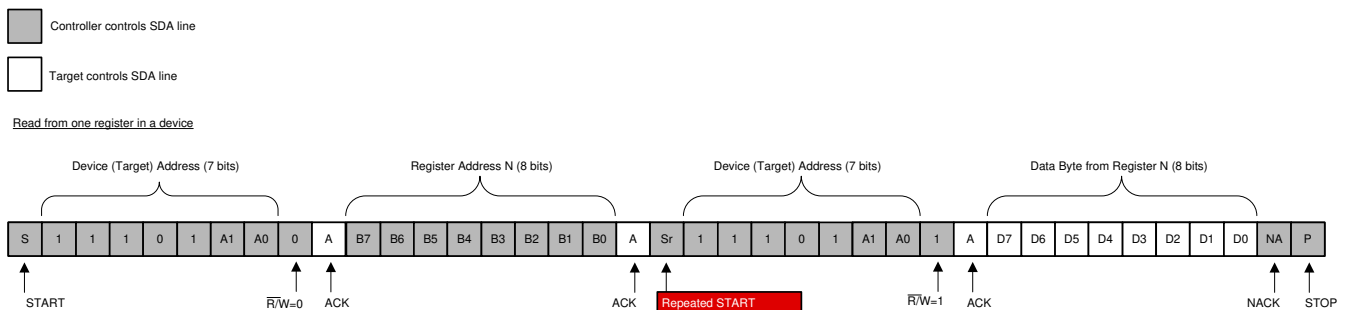 Controller controls SDA line
Target controls SDA line
Read from one register in a device
Device (Target) Address (7 bits) Register Address N (8 bits) Device (Target) Address (7 bits) Data Byte from Register N (8 bits)
S 1 1 1 0 1 A1 A0 0 A B7 B6 B5 B4 B3 B2 B1 B0 A Sr 1 1 1 0 1 A1 A0 1 A D7 D6 D5 D4 D3 D2 D1 D0 NA P
START R/W=0 ACK ACK Repeated START R/W=1 ACK NACK STOP